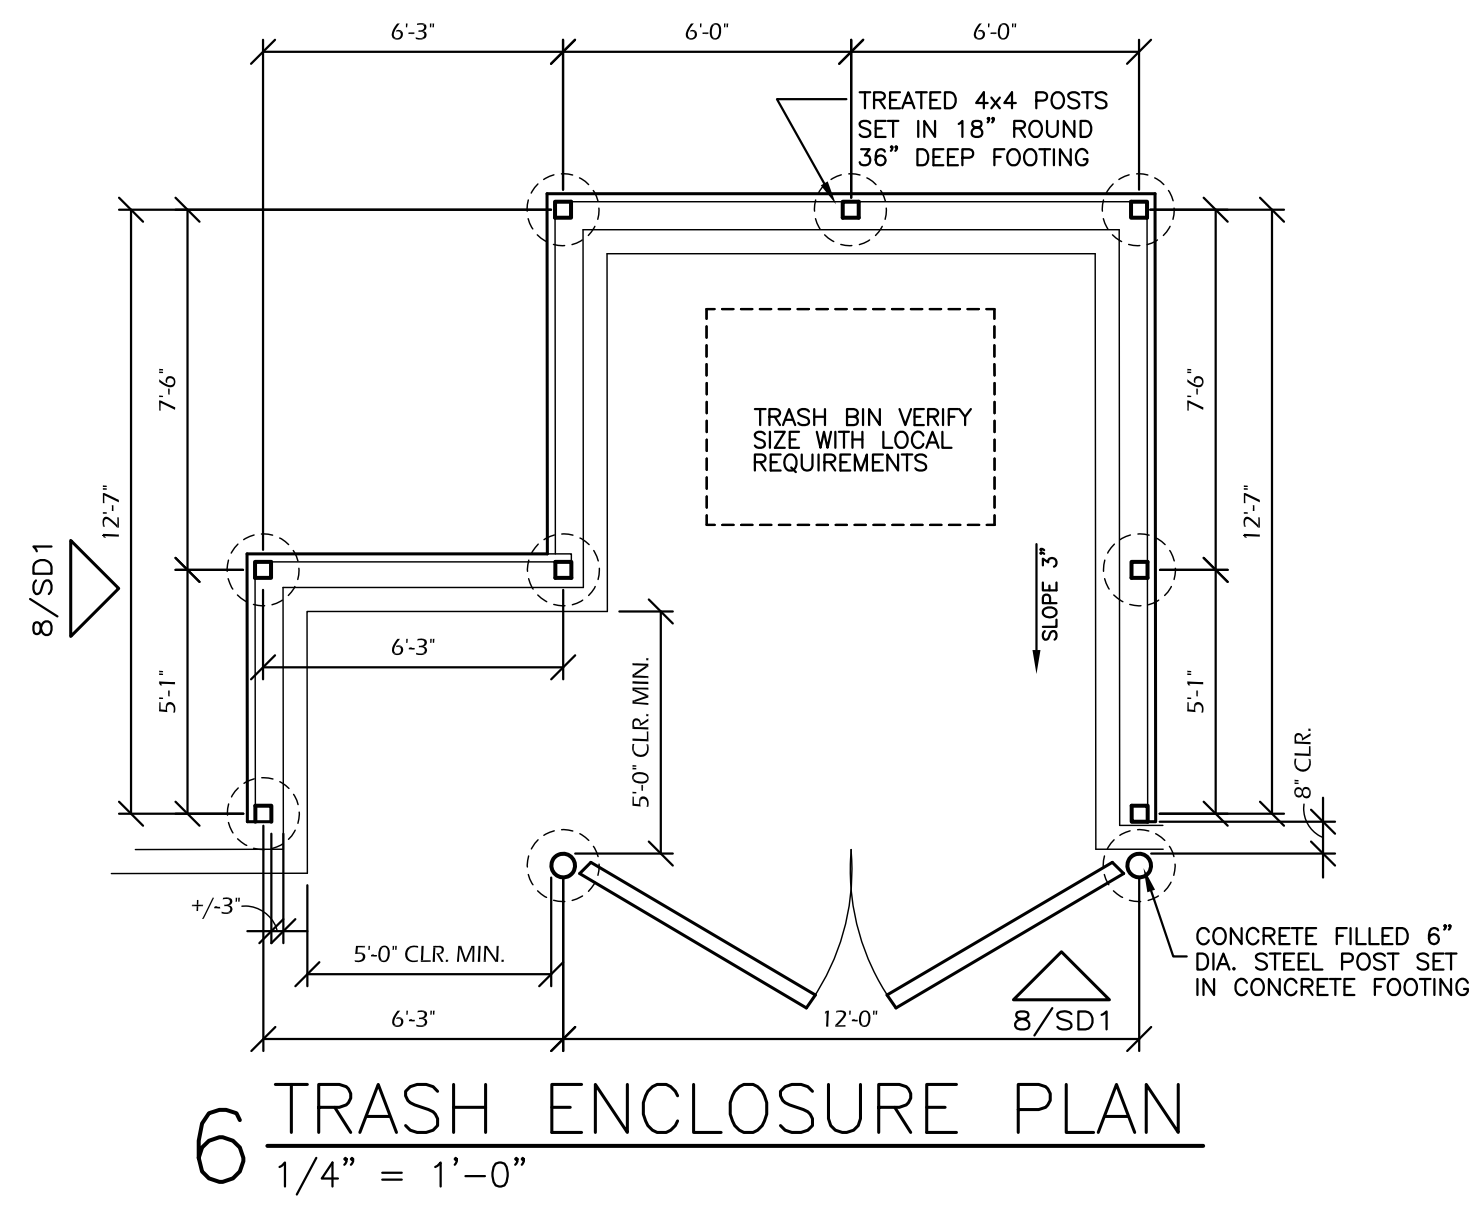 6'-3"
6'-0"
6'-0"
TREATED 4x4 POSTS
SET IN 18" ROUND
36" DEEP FOOTING
7'-6"
7'-6"
TRASH BIN VERIFY
SIZE WITH LOCAL
REQUIREMENTS
12'-7"
12'-7"
8/SD1
SLOPE 3"
6'-3"
5'-1"
5'-0" CLR. MIN.
5'-1"
8" CLR.
+/-3"
5'-0" CLR. MIN.
CONCRETE FILLED 6"
DIA. STEEL POST SET
IN CONCRETE FOOTING
6'-3"
12'-0"
8/SD1
6 TRASH ENCLOSURE PLAN
1/4" = 1'-0"